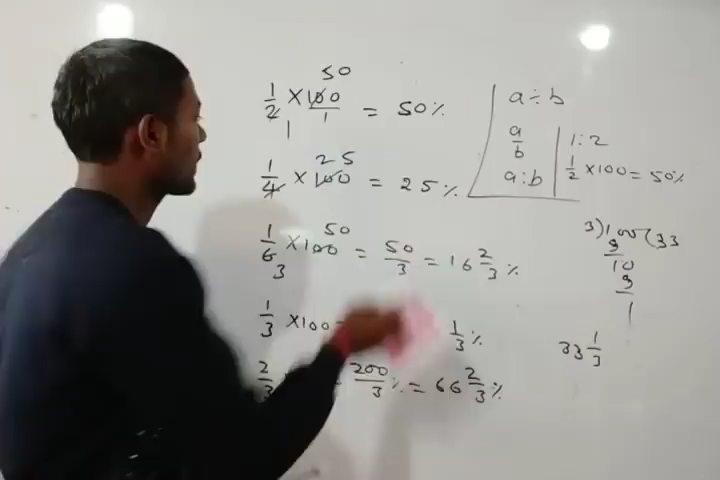 50
1/2 × 100/1 = 50%
1
25
1/4 × 100 = 25%
50
1/6 × 100 = 50/3 = 16 2/3 %
3
1/3 × 100 = 1/3 %
2/3 = 200/3 % = 66 2/3 %
a ÷ b
a/b
a:b
1:2
1/2 × 100 = 50%
3)100(33
9
10
9
1
33 1/3